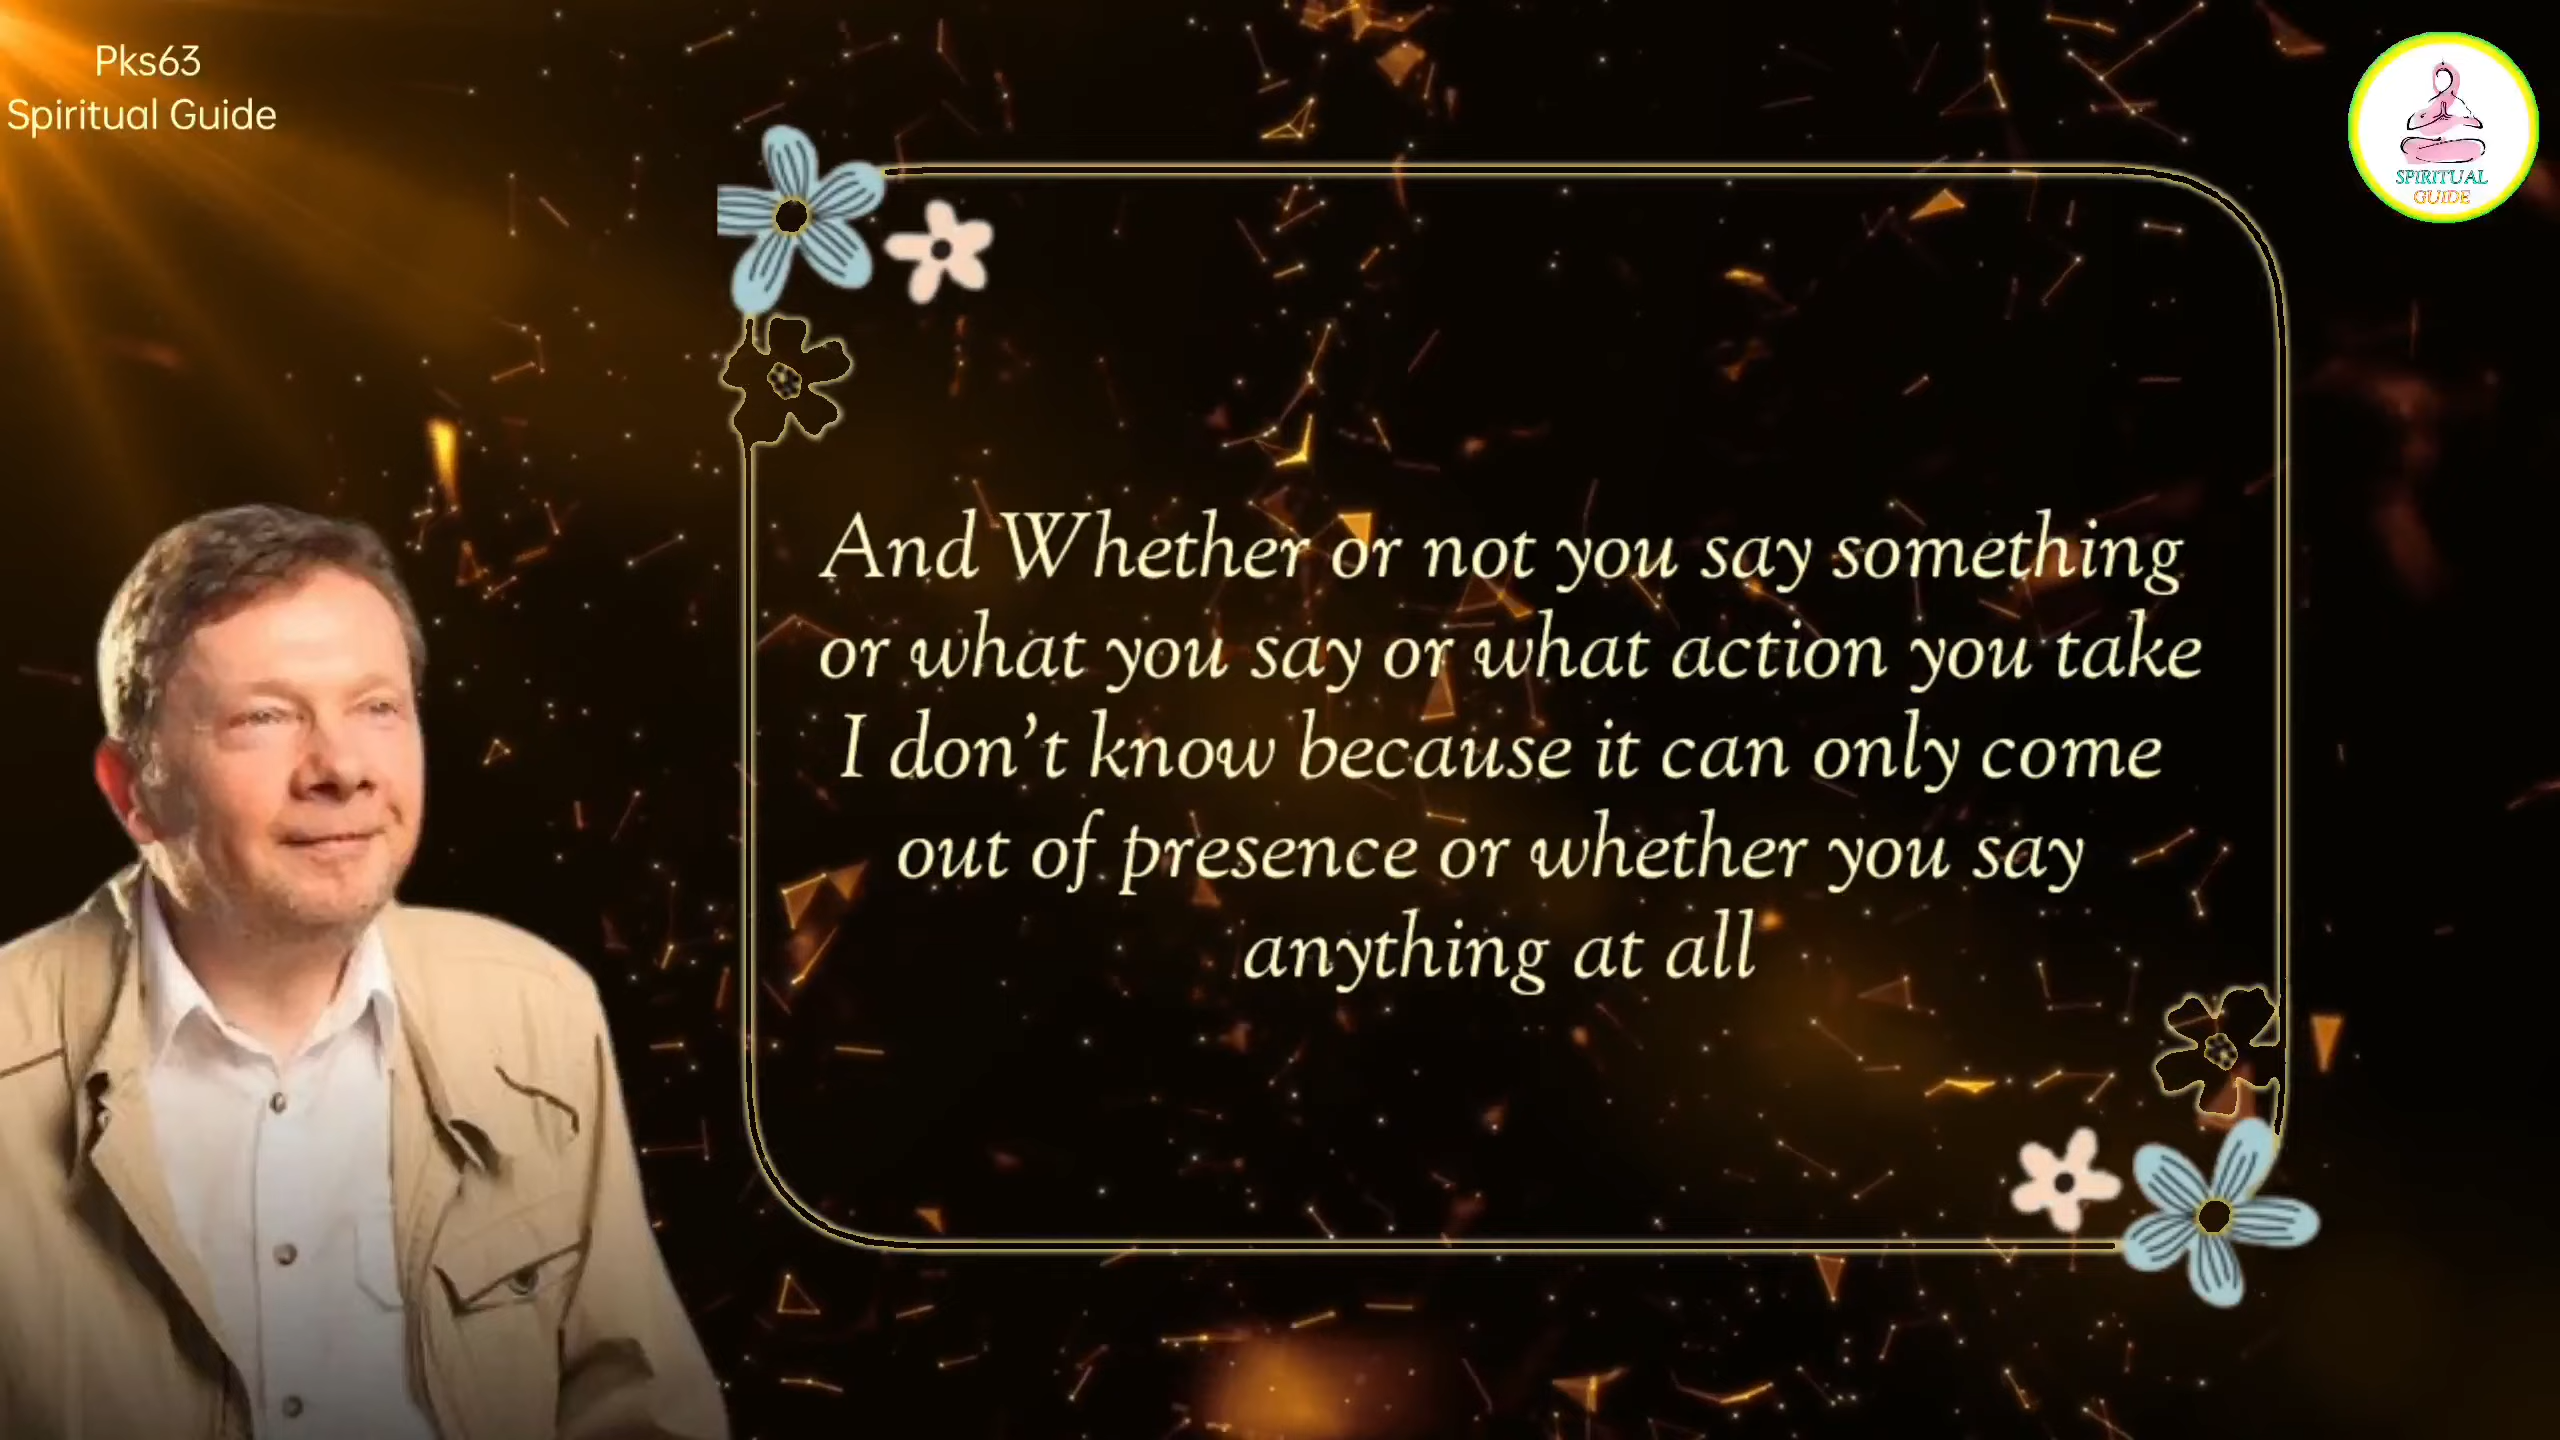 Pks63
Spiritual Guide
SPIRITUAL
GUIDE
And Whether or not you say something
or what you say or what action you take
I don't know because it can only come
out of presence or whether you say
anything at all